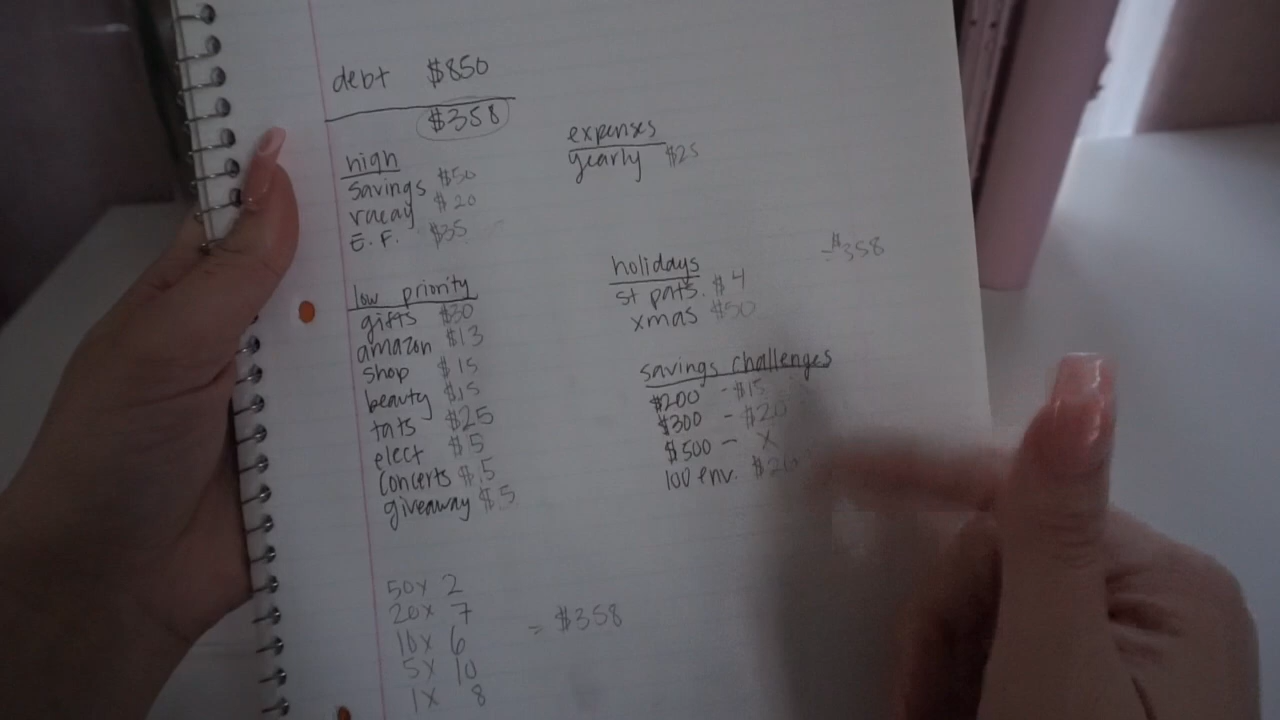 debt $850
$358
high
savings $50
vacay $20
E.F. $35
low priority
gifts $30
amazon $13
shop $15
beauty $15
tats $25
elect $5
concerts $5
giveaway $5
50x 2
20x 7
10x 6
5x 10
1x 8
= $358
expenses
yearly $25
holidays
st pats. $4
xmas $50
= $358
savings challenges
$200 - $15
$300 - $20
$500 - X
100 env.